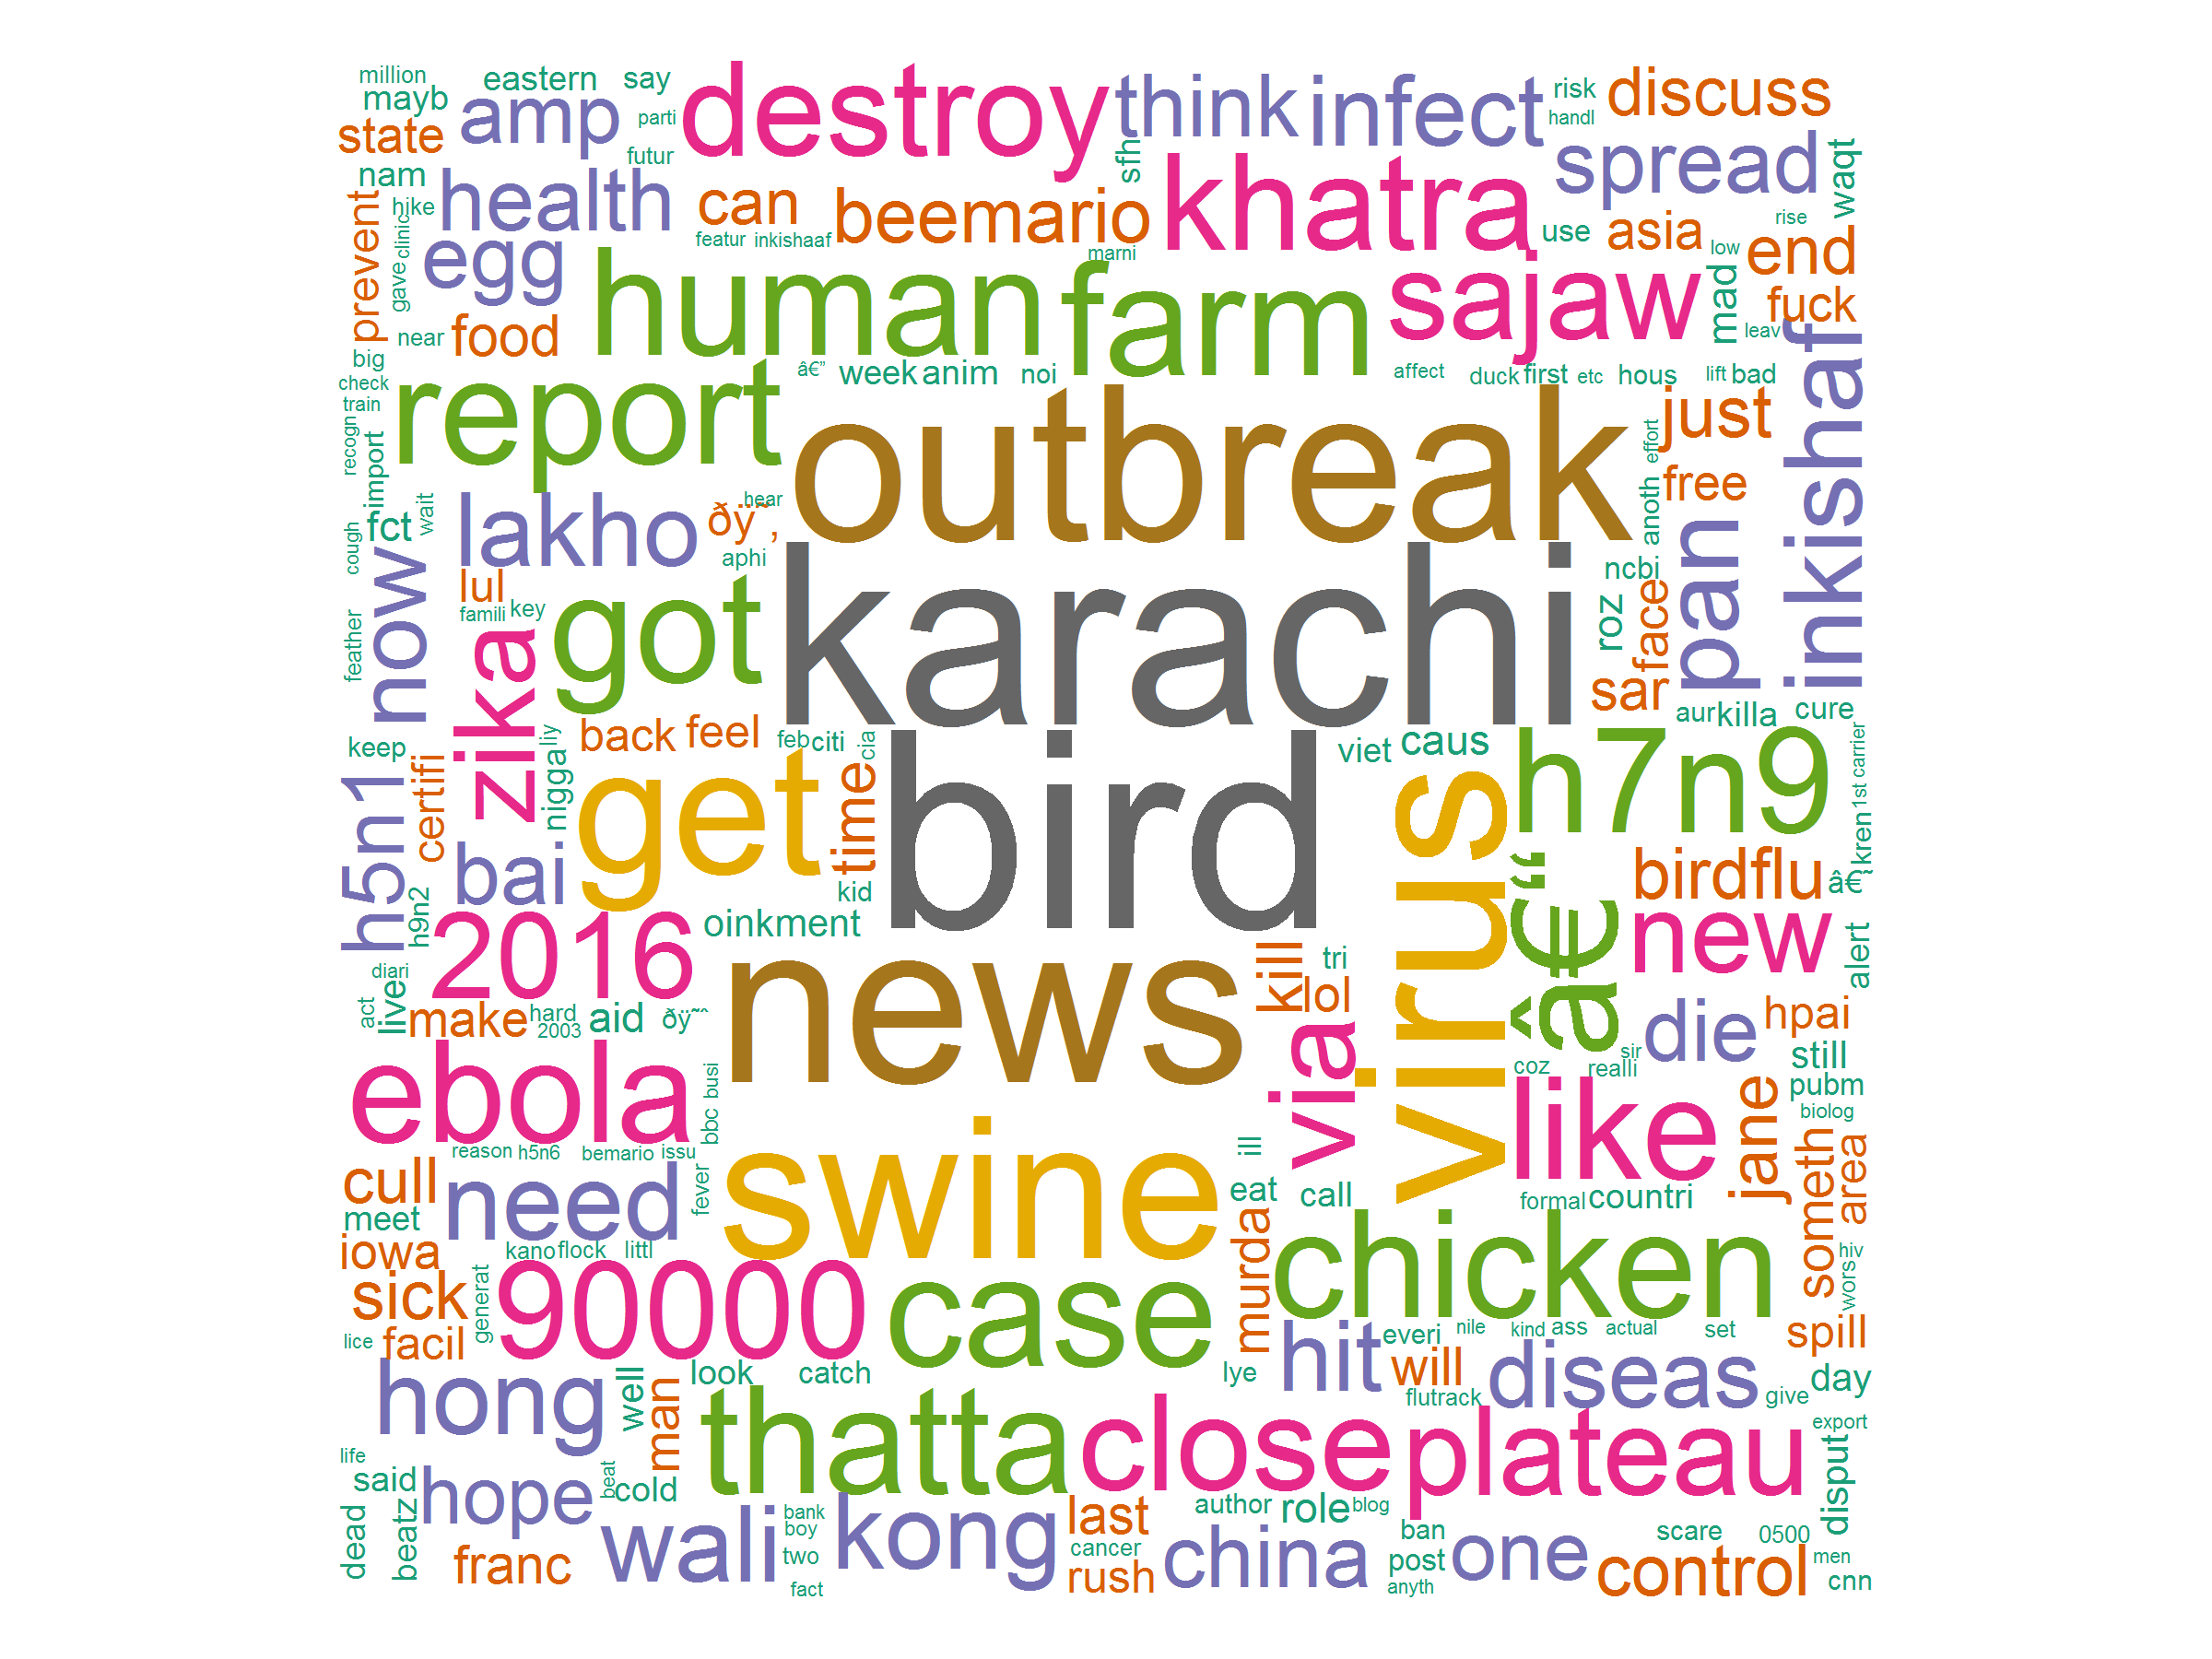 million eastern say destroy think infect risk discuss
mayb amp parti handl
state futur sfh khatra spread waqt
nam health can beemario use asia rise
prevent hike clinic featur inkishaaf marni low end
gave egg human farm sajaw mad fuck
near food leav inkishaf
big report â€” week anim noi affect duck first etc hous lift bad
check outbreak just
train
recogn import effort
wait lakho hear ðŸ˜‚ anoth free pan
fct
cough now aphi karachi ncbi
lul got roz face
famili key
feather zika sar
back feel feb citi cia aur killa cure
keep liy bird viet caus h7n9 carrier
h5n1 certifi nigga get time virus 1st
bai kid â€“ birdflu â€˜ kren
h9n2 2016 oinkment new alert
diari news kill tri
act live make hard 2003 aid ðŸ˜ˆ lol die hpai
ebola busi via coz sir realli still
bbc like jane pubm
biolog
reason h5n6 bemario issu swine ill someth area
cull need fever eat call formal countri
meet chicken
iowa kano flock littl murda hiv
sick generat 90000 case wors
lice facil everi nile kind ass actual set spill
hong well man look catch lye hit will diseas day
thatta close flutrack give
plateau export
life said hope beat cold disput
dead beatz wali bank kong last author role blog
boy cancer china ban one scare 0500
franc two rush post control men
fact anyth cnn